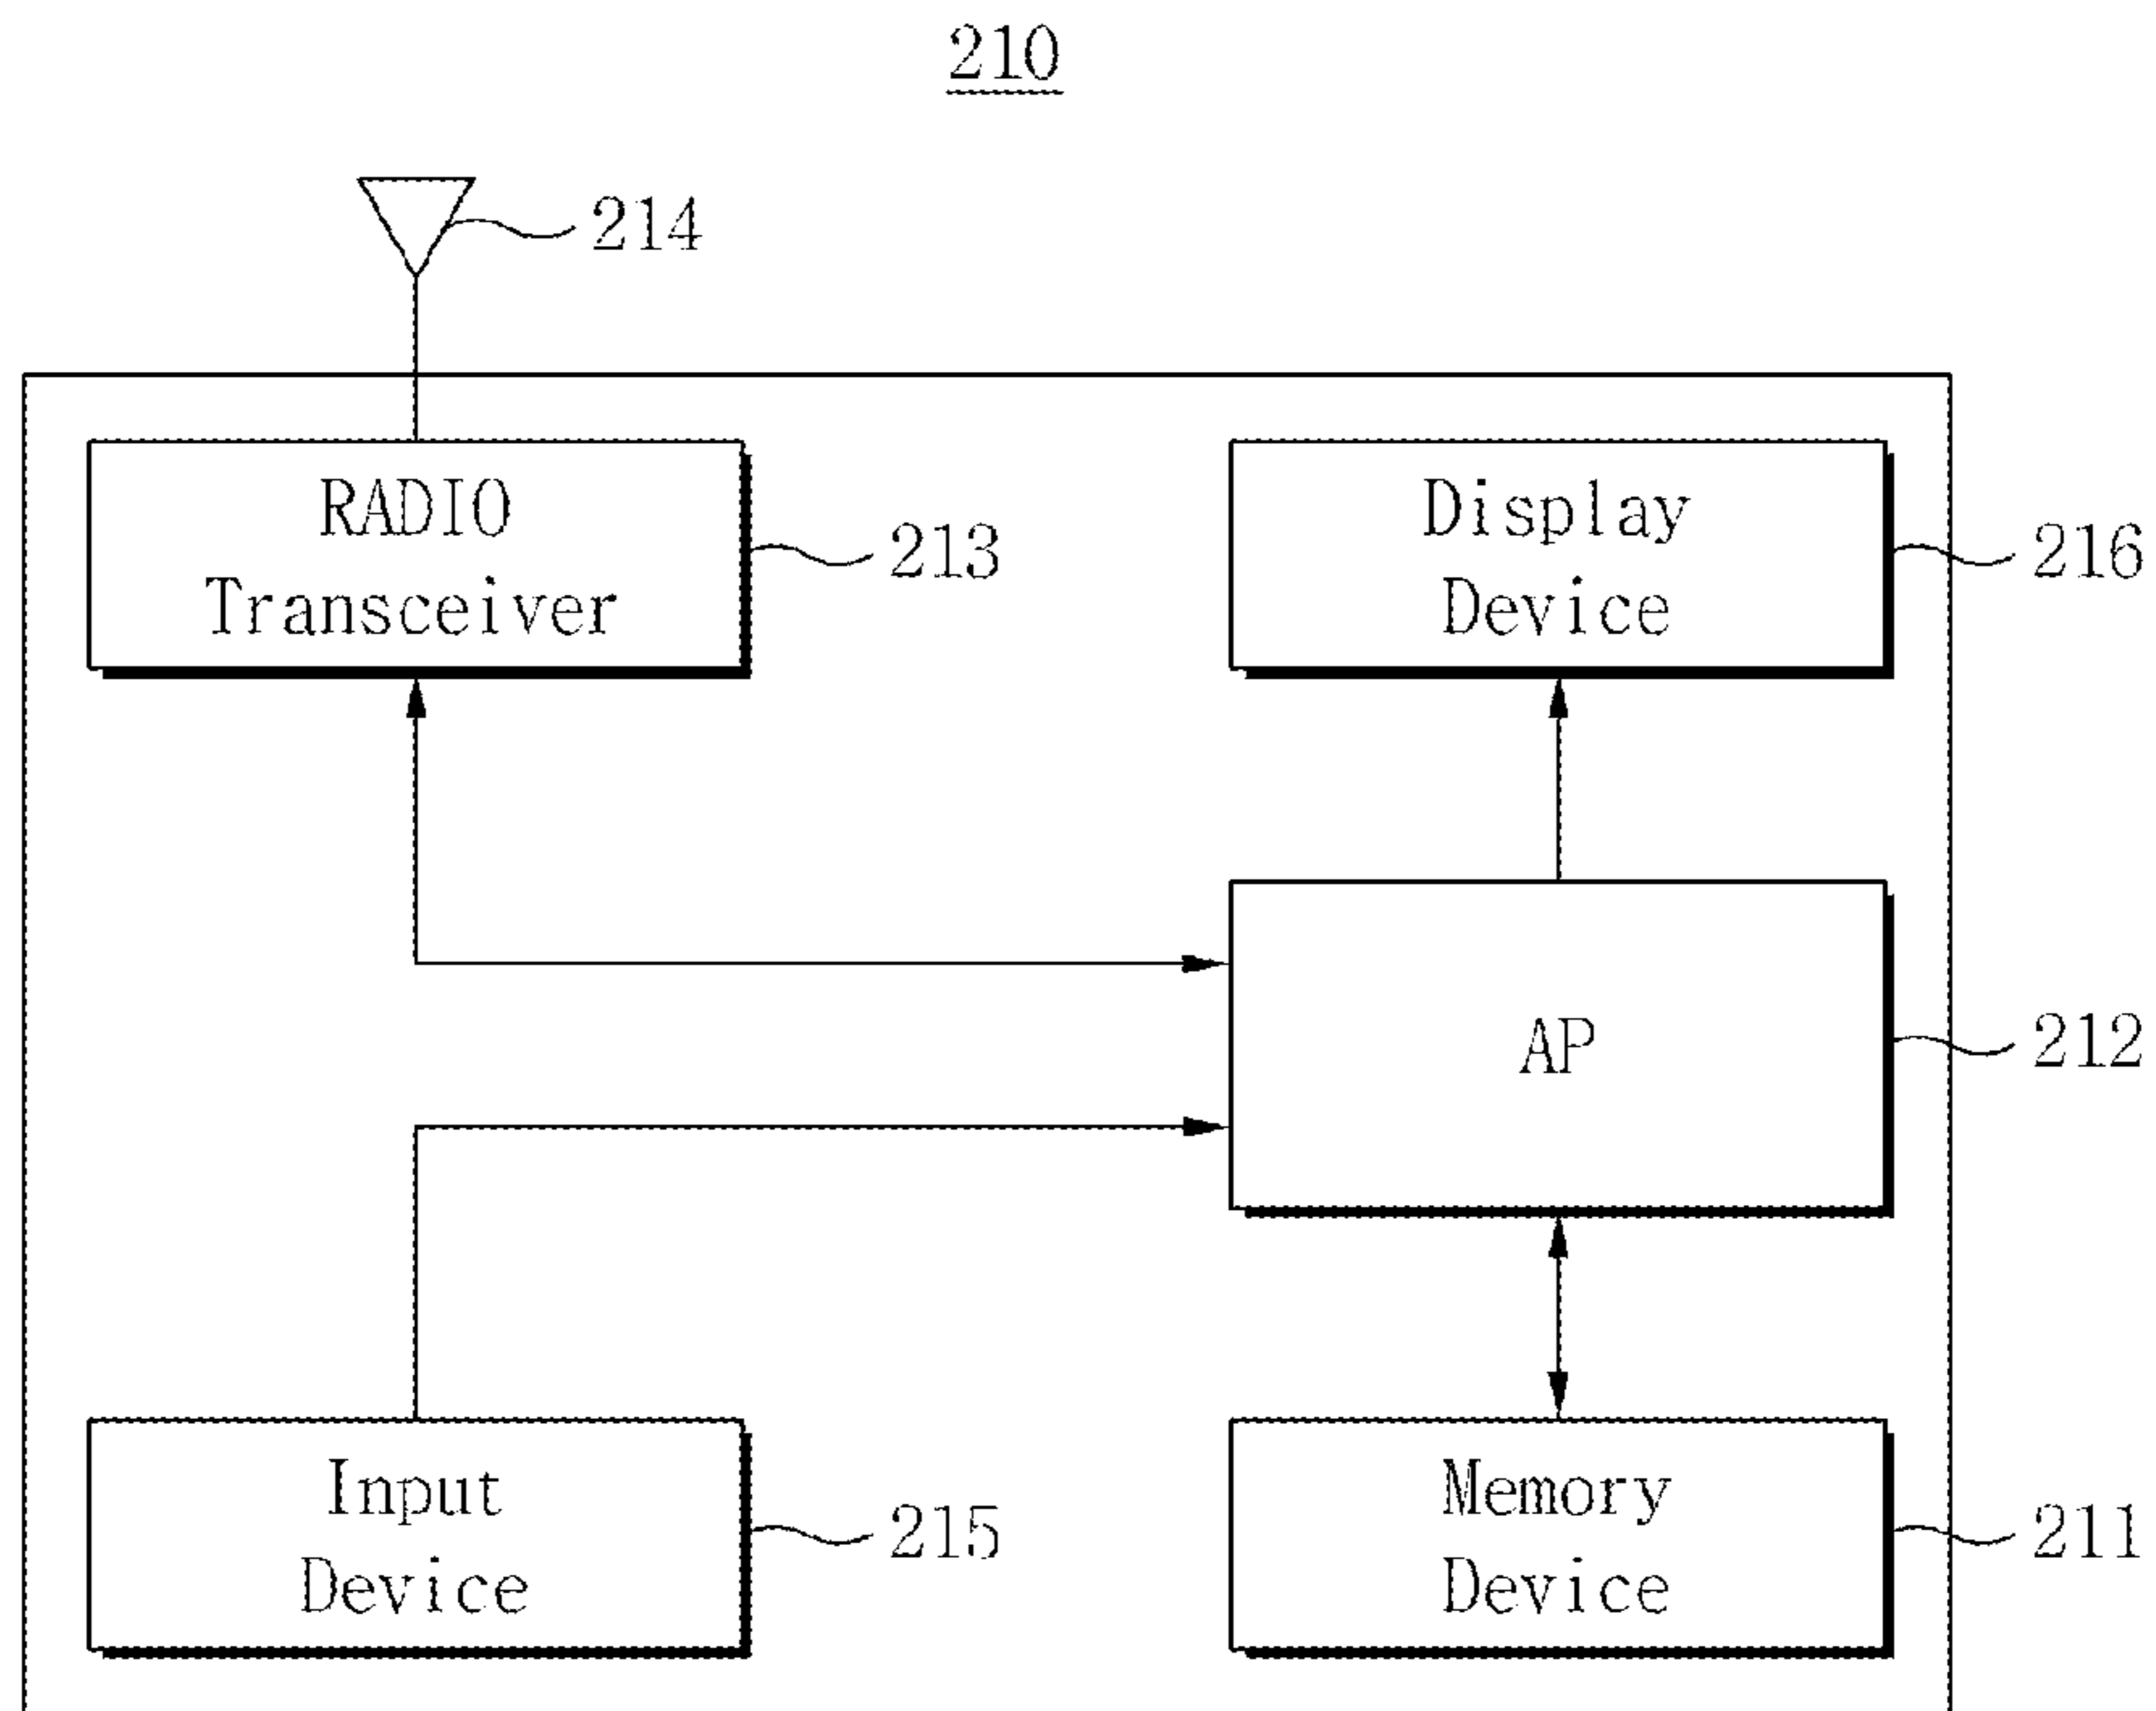 210
214
RADIO
Transceiver
213
Display
Device
216
AP
212
Input
Device
215
Memory
Device
211